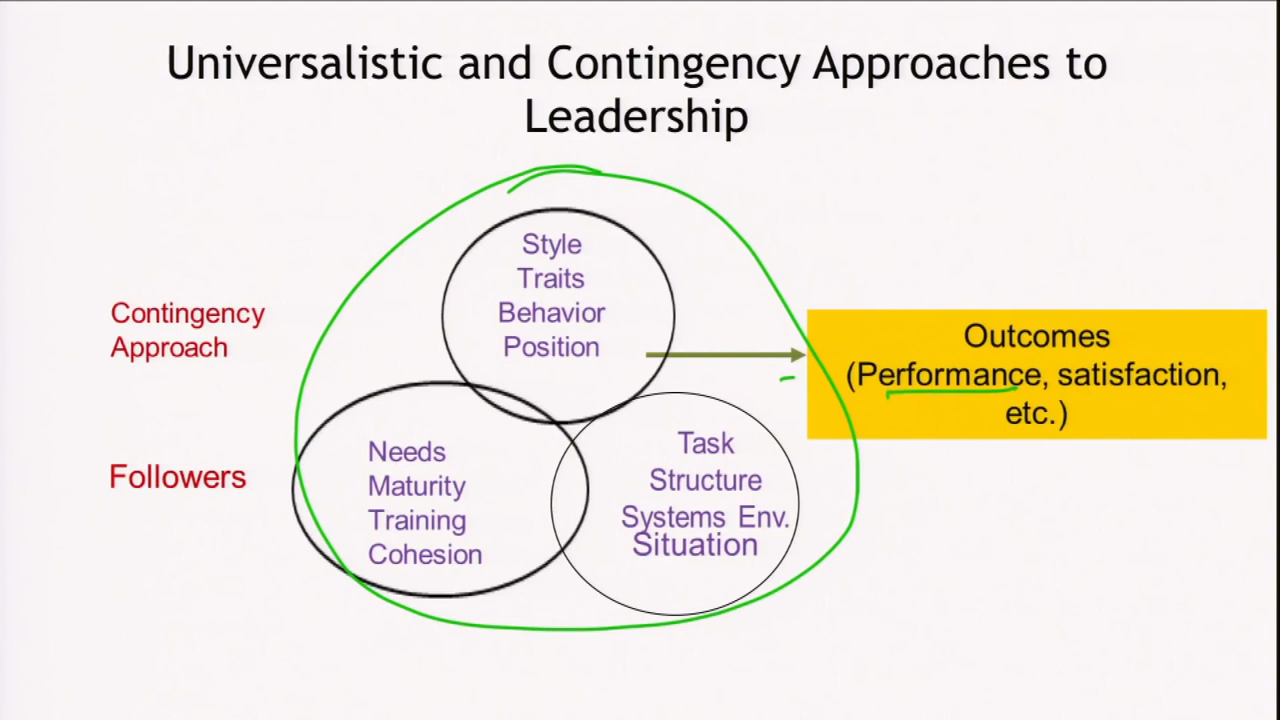 Universalistic and Contingency Approaches to
Leadership
Style
Traits
Behavior
Position
Contingency
Approach
Outcomes
(Performance, satisfaction,
etc.)
Followers
Needs
Maturity
Training
Cohesion
Task
Structure
Systems Env.
Situation